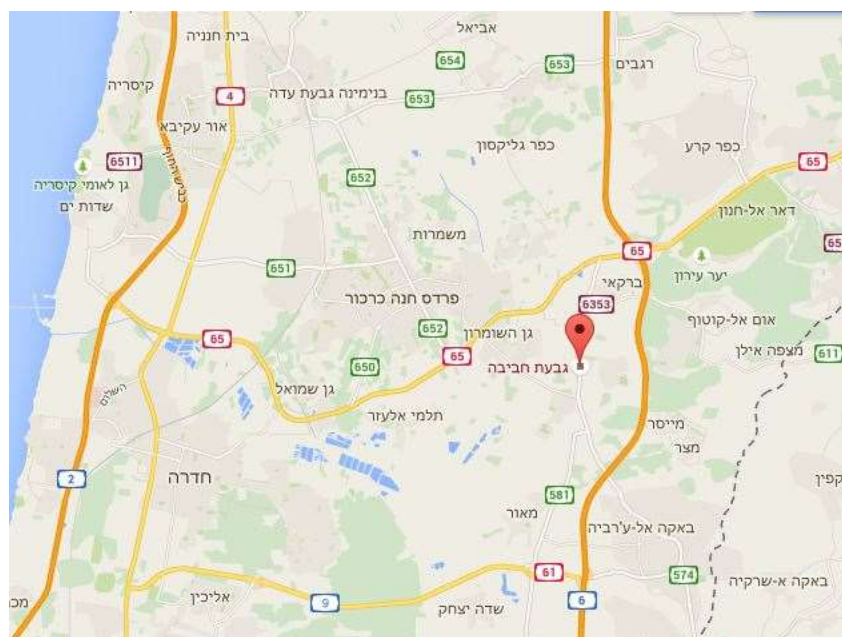 בית חנניה
אביאל
654
653
653
רגבים
קיסריה
4
בנימינה גבעת עדה
אור עקיבא
כביש החוף
כפר גליקסון
כפר קרע
65
6511
גן לאומי קיסריה
שדות ים
652
משמרות
דאר אל-חנון
65
65
651
יער עירון
ברקאי
פרדס חנה כרכור
6353
65
652
גן השומרון
אום אל-קוטוף
מצפה אילן
611
65
650
גבעת חביבה
גן שמואל
השלום
תלמי אלעזר
מייסר
מצר
2
חדרה
קפין
581
מאור
באקה אל-ע'רביה
61
574
באקה א-שרקיה
אליכין
9
שדה יצחק
6